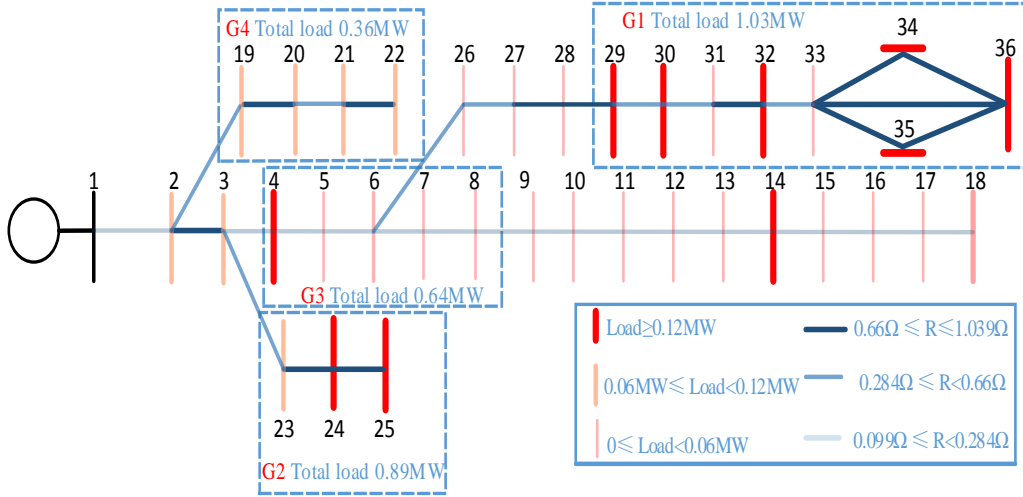 G4 Total load 0.36MW
G1 Total load 1.03MW
19 20 21 22
26 27 28 29 30 31 32 33
34
36
35
1 2 3 4 5 6 7 8 9 10 11 12 13 14 15 16 17 18
G3 Total load 0.64MW
23 24 25
G2 Total load 0.89MW
Load≥0.12MW
0.66Ω ≤ R≤1.039Ω
0.06MW≤ Load<0.12MW
0.284Ω ≤ R<0.66Ω
0≤ Load<0.06MW
0.099Ω ≤ R<0.284Ω